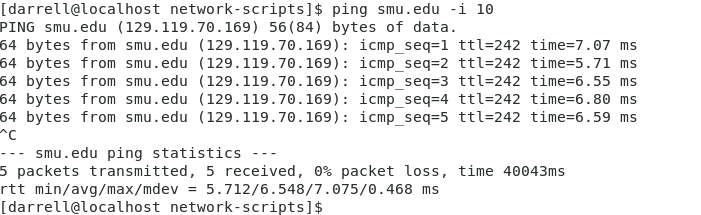 [darrell@localhost network-scripts]$ ping smu.edu -i 10
PING smu.edu (129.119.70.169) 56(84) bytes of data.
64 bytes from smu.edu (129.119.70.169): icmp_seq=1 ttl=242 time=7.07 ms
64 bytes from smu.edu (129.119.70.169): icmp_seq=2 ttl=242 time=5.71 ms
64 bytes from smu.edu (129.119.70.169): icmp_seq=3 ttl=242 time=6.55 ms
64 bytes from smu.edu (129.119.70.169): icmp_seq=4 ttl=242 time=6.80 ms
64 bytes from smu.edu (129.119.70.169): icmp_seq=5 ttl=242 time=6.59 ms
^C
--- smu.edu ping statistics ---
5 packets transmitted, 5 received, 0% packet loss, time 40043ms
rtt min/avg/max/mdev = 5.712/6.548/7.075/0.468 ms
[darrell@localhost network-scripts]$